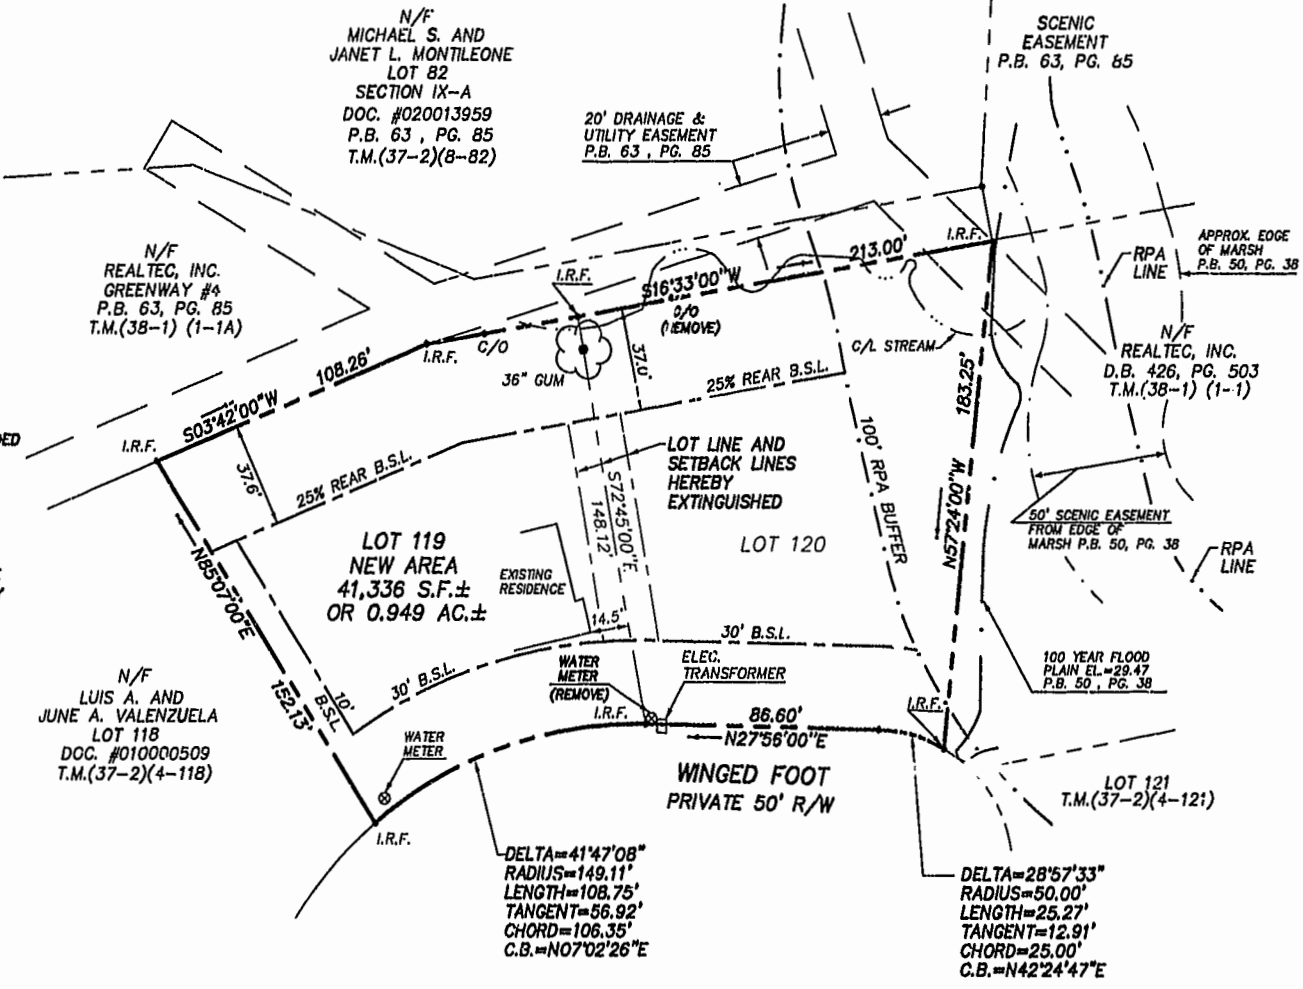 N/F
MICHAEL S. AND
JANET L. MONTILEONE
LOT 82
SECTION IX-A
DOC. #020013959
P.B. 63 , PG. 85
T.M.(37-2)(8-82)
SCENIC
EASEMENT
P.B. 63, PG. 85
20' DRAINAGE &
UTILITY EASEMENT
P.B. 63 , PG. 85
N/F
REALTEC, INC.
GREENWAY #4
P.B. 63, PG. 85
T.M.(38-1) (1-1A)
I.R.F.
S16°33'00"W
213.00'
I.R.F.
C/O
(REMOVE)
APPROX. EDGE
OF MARSH
P.B. 50, PG. 38
RPA
LINE
N/F
REALTEC, INC.
D.B. 426, PG. 503
T.M.(38-1) (1-1)
C/L STREAM
I.R.F.
C/O
36" GUM
37.0'
25% REAR B.S.L.
108.26'
S03°42'00"W
I.R.F.
37.6'
25% REAR B.S.L.
LOT LINE AND
SETBACK LINES
HEREBY
EXTINGUISHED
S72°45'00"E
148.12'
100' RPA BUFFER
183.25'
N57°24'00"W
50' SCENIC EASEMENT
FROM EDGE OF
MARSH P.B. 50, PG. 38
RPA
LINE
LOT 119
NEW AREA
41,336 S.F.±
OR 0.949 AC.±
EXISTING
RESIDENCE
LOT 120
14.5'
30' B.S.L.
30' B.S.L.
N85°07'00"E
152.13'
10'
B.S.L.
WATER
METER
(REMOVE)
ELEC.
TRANSFORMER
I.R.F.
86.60'
N27°56'00"E
I.R.F.
100 YEAR FLOOD
PLAIN EL.=29.47
P.B. 50 , PG. 38
N/F
LUIS A. AND
JUNE A. VALENZUELA
LOT 118
DOC. #010000509
T.M.(37-2)(4-118)
WATER
METER
I.R.F.
WINGED FOOT
PRIVATE 50' R/W
LOT 121
T.M.(37-2)(4-121)
DELTA=41°47'08"
RADIUS=149.11'
LENGTH=108.75'
TANGENT=56.92'
CHORD=106.35'
C.B.=N07°02'26"E
DELTA=28°57'33"
RADIUS=50.00'
LENGTH=25.27'
TANGENT=12.91'
CHORD=25.00'
C.B.=N42°24'47"E